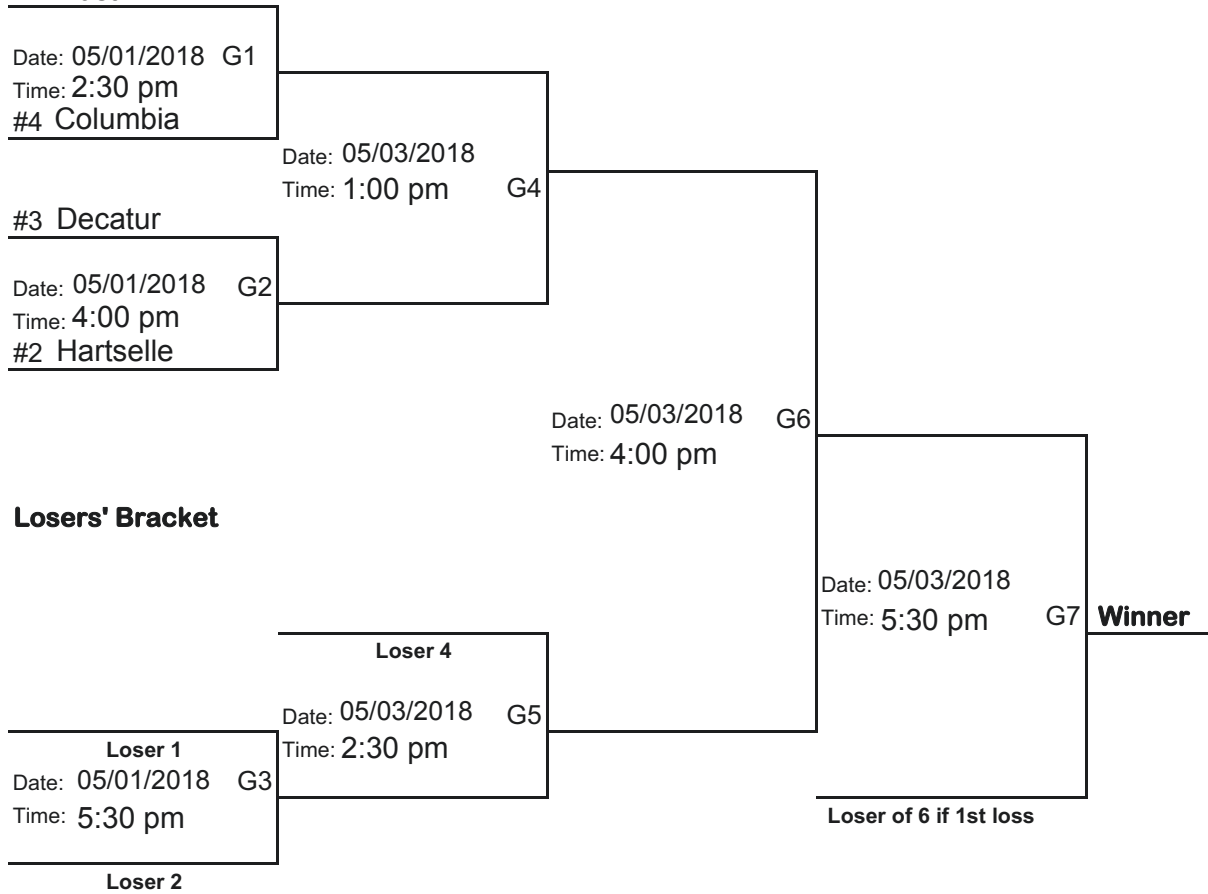 Date: 05/01/2018 G1
Time: 2:30 pm
#4 Columbia
Date: 05/03/2018
Time: 1:00 pm G4
#3 Decatur
Date: 05/01/2018 G2
Time: 4:00 pm
#2 Hartselle
Date: 05/03/2018 G6
Time: 4:00 pm
Losers' Bracket
Date: 05/03/2018
Time: 5:30 pm G7 Winner
Loser 4
Date: 05/03/2018 G5
Time: 2:30 pm
Loser 1
Date: 05/01/2018 G3
Time: 5:30 pm
Loser of 6 if 1st loss
Loser 2